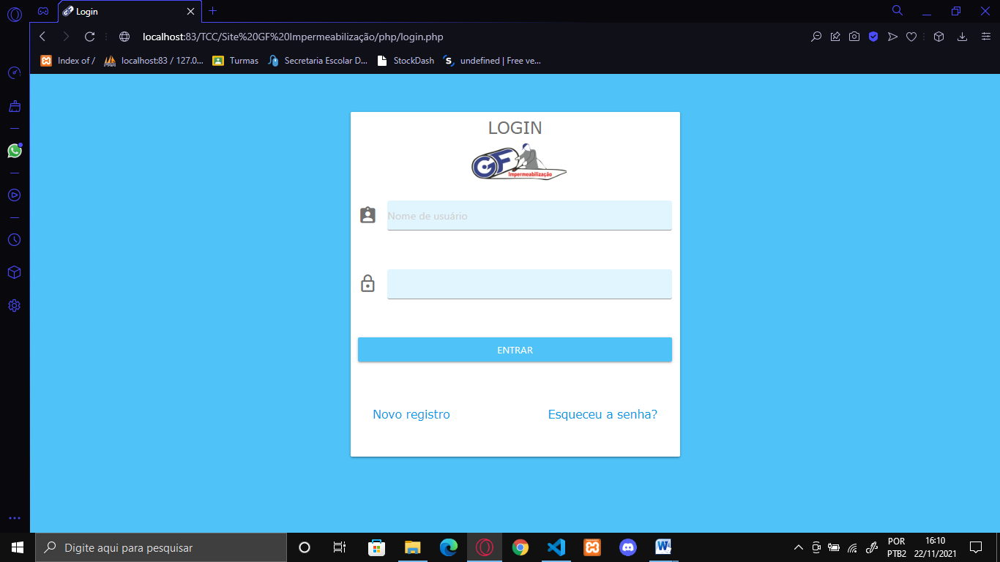 Login
localhost:83/TCC/Site%20GF%20Impermeabilização/php/login.php
Index of /
localhost:83 / 127.0...
Turmas
Secretaria Escolar D...
StockDash
undefined | Free ve...
LOGIN
GF
Impermeabilização
Nome de usuário
ENTRAR
Novo registro
Esqueceu a senha?
Digite aqui para pesquisar
POR
PTB2
16:10
22/11/2021